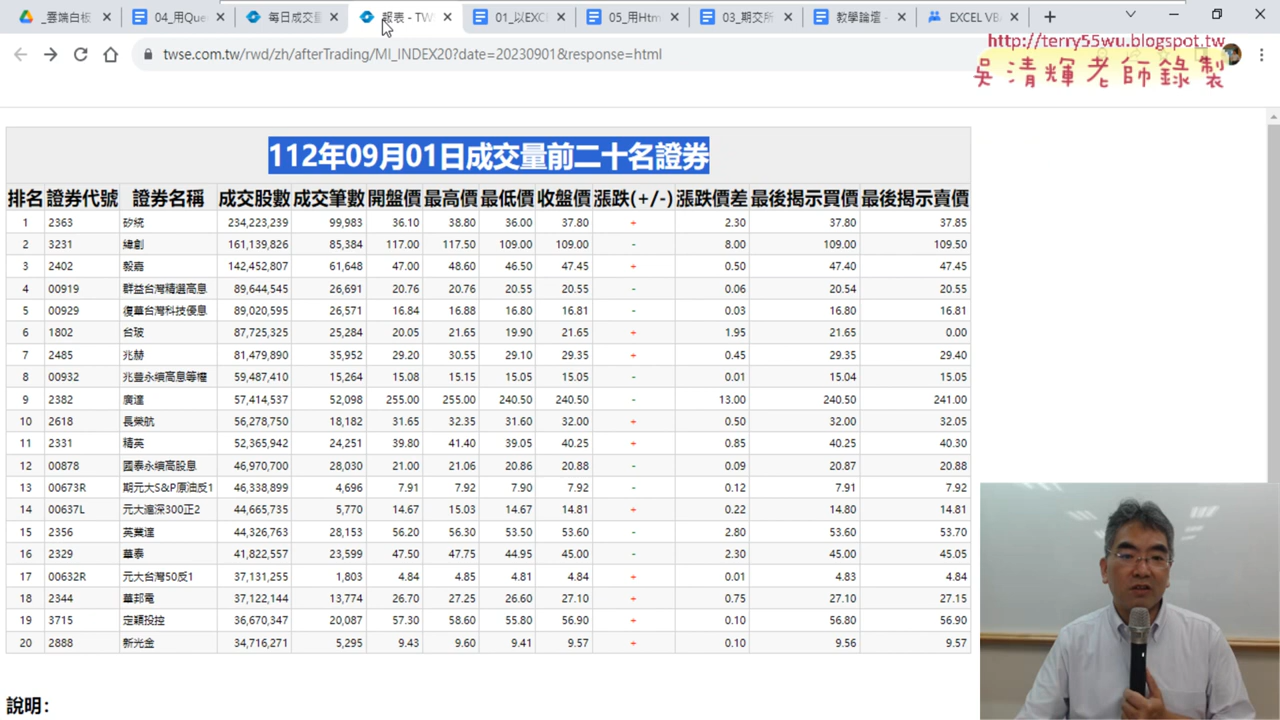 _雲端白板
04_用Que
每日成交量
報表 - TW
01_以EXCE
05_用Htm
03_期交所
教學論壇 -
EXCEL VB
twse.com.tw/rwd/zh/afterTrading/MI_INDEX20?date=20230901&response=html
http://terry55wu.blogspot.tw
吳清輝老師錄製
112年09月01日成交量前二十名證券
排名 證券代號 證券名稱 成交股數 成交筆數 開盤價 最高價 最低價 收盤價 漲跌(+/-) 漲跌價差 最後揭示買價 最後揭示賣價
1 2363 矽統 234,223,239 99,983 36.10 38.80 36.00 37.80 + 2.30 37.80 37.85
2 3231 緯創 161,139,826 85,384 117.00 117.50 109.00 109.00 - 8.00 109.00 109.50
3 2402 毅嘉 142,452,807 61,648 47.00 48.60 46.50 47.45 + 0.50 47.40 47.45
4 00919 群益台灣精選高息 89,644,545 26,691 20.76 20.76 20.55 20.55 - 0.06 20.54 20.55
5 00929 復華台灣科技優息 89,020,595 26,571 16.84 16.88 16.80 16.81 - 0.03 16.80 16.81
6 1802 台玻 87,725,325 25,284 20.05 21.65 19.90 21.65 + 1.95 21.65 0.00
7 2485 兆赫 81,479,890 35,952 29.20 30.55 29.10 29.35 + 0.45 29.35 29.40
8 00932 兆豐永續高息等權 59,487,410 15,264 15.08 15.15 15.05 15.05 - 0.01 15.04 15.05
9 2382 廣達 57,414,537 52,098 255.00 255.00 240.50 240.50 - 13.00 240.50 241.00
10 2618 長榮航 56,278,750 18,182 31.65 32.35 31.60 32.00 + 0.50 32.00 32.05
11 2331 精英 52,365,942 24,251 39.80 41.40 39.05 40.25 + 0.85 40.25 40.30
12 00878 國泰永續高股息 46,970,700 28,030 21.00 21.06 20.86 20.88 - 0.09 20.87 20.88
13 00673R 期元大S&P原油反1 46,338,899 4,696 7.91 7.92 7.90 7.92 - 0.12 7.91 7.92
14 00637L 元大滬深300正2 44,665,735 5,770 14.67 15.03 14.67 14.81 + 0.22 14.80 14.81
15 2356 英業達 44,326,763 28,153 56.20 56.30 53.50 53.60 - 2.80 53.60 53.70
16 2329 華泰 41,822,557 23,599 47.50 47.75 44.95 45.00 - 2.30 45.00 45.05
17 00632R 元大台灣50反1 37,131,255 1,803 4.84 4.85 4.81 4.84 + 0.01 4.83 4.84
18 2344 華邦電 37,122,144 13,774 26.70 27.25 26.60 27.10 + 0.75 27.10 27.15
19 3715 定穎投控 36,670,347 20,087 57.30 58.60 55.80 56.90 + 0.10 56.80 56.90
20 2888 新光金 34,716,271 5,295 9.43 9.60 9.41 9.57 + 0.10 9.56 9.57
說明: